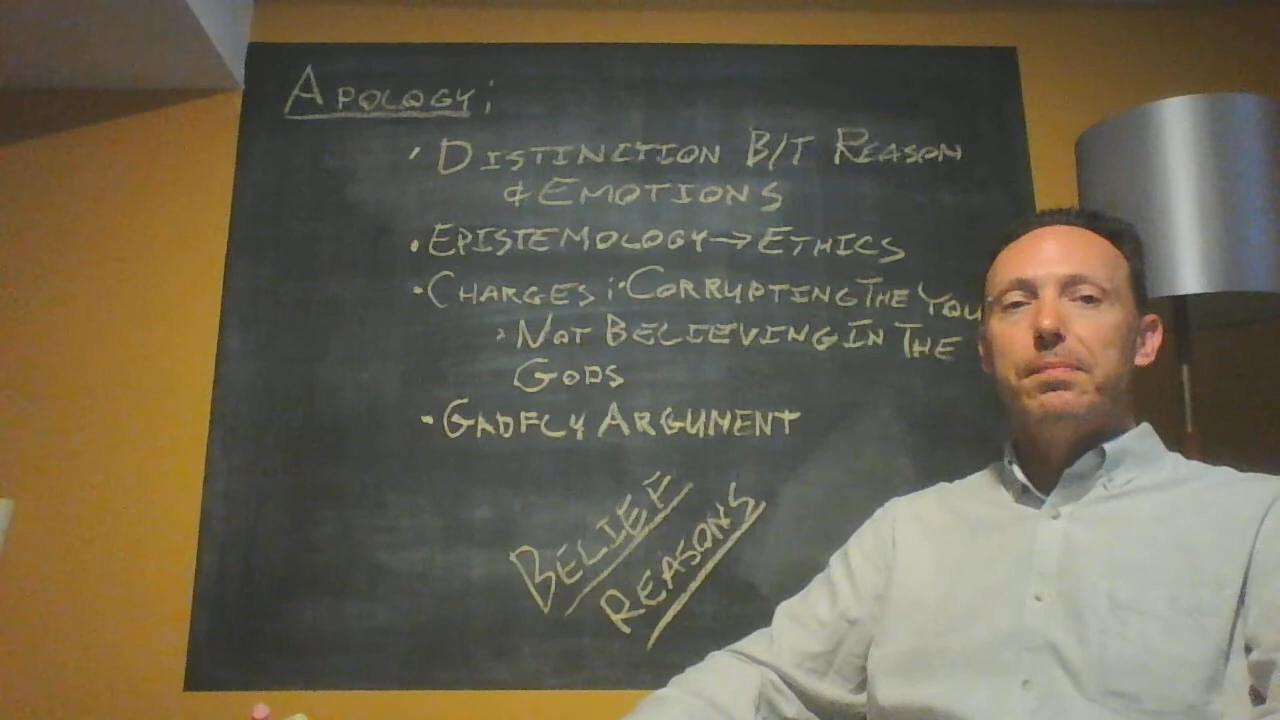 APOLOGY:
· DISTINCTION B/T REASON
& EMOTIONS
· EPISTEMOLOGY → ETHICS
· CHARGES: · CORRUPTING THE YOU
· NOT BELIEVING IN THE
GODS
· GADFLY ARGUMENT
BELIEF
REASONS